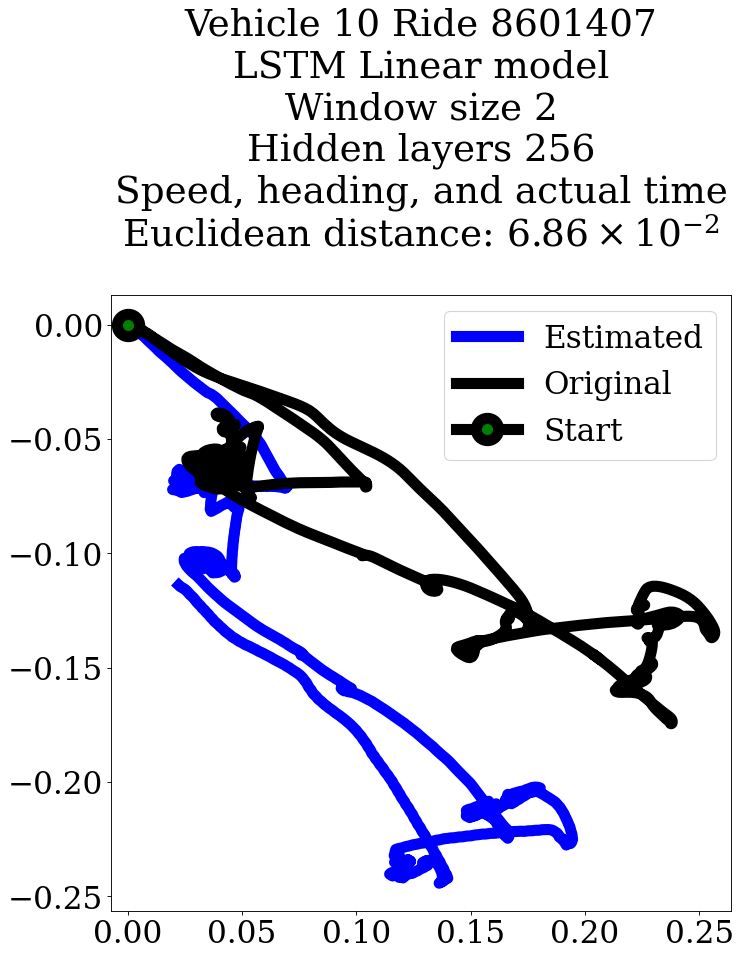 Vehicle 10 Ride 8601407
LSTM Linear model
Window size 2
Hidden layers 256
Speed, heading, and actual time
Euclidean distance: 6.86 × 10⁻²
Estimated
Original
Start
0.00
−0.05
−0.10
−0.15
−0.20
−0.25
0.00 0.05 0.10 0.15 0.20 0.25